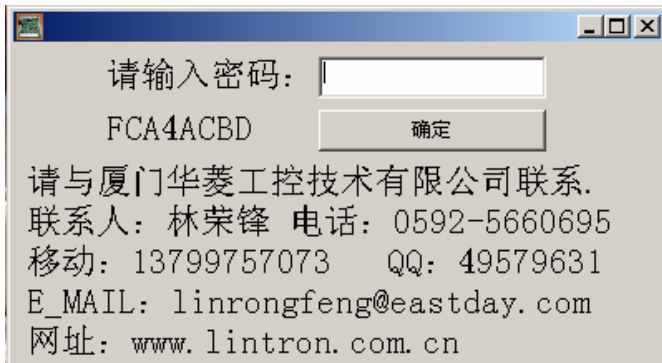 请输入密码：
FCA4ACBD 确定
请与厦门华菱工控技术有限公司联系.
联系人：林荣锋 电话：0592-5660695
移动：13799757073 QQ：49579631
E_MAIL：linrongfeng@eastday.com
网址：www.lintron.com.cn